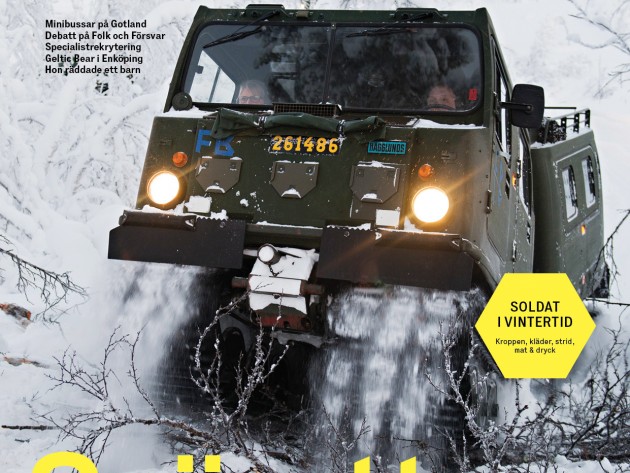 Minibussar på Gotland
Debatt på Folk och Försvar
Specialistrekrytering
Geltic Bear i Enköping
Hon räddade ett barn
FB
261486
HÄGGLUNDS
SOLDAT
I VINTERTID
Kroppen, kläder, strid,
mat & dryck